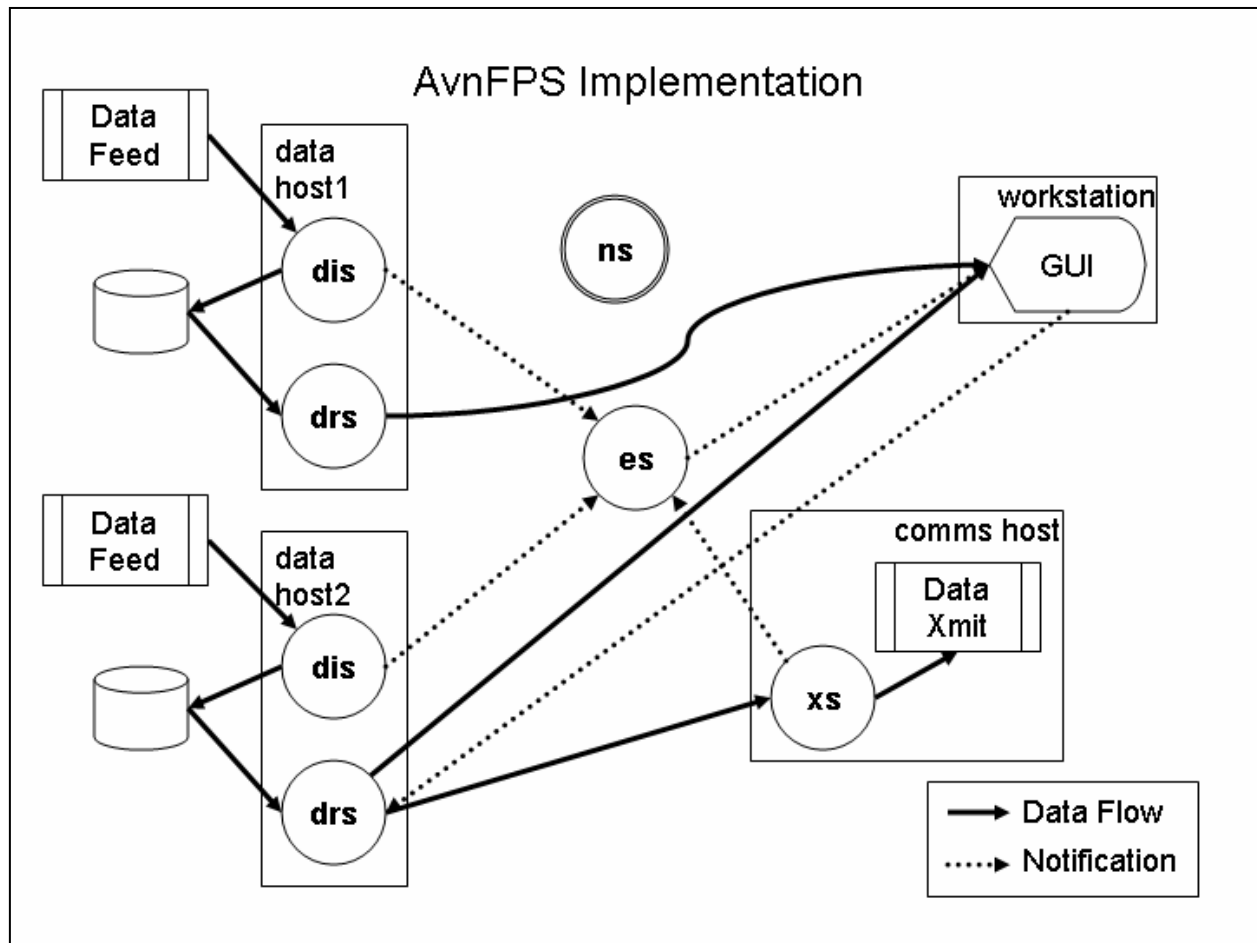 AvnFPS Implementation
Data
Feed
data
host1
dis
drs
ns
workstation
GUI
es
Data
Feed
data
host2
dis
drs
comms host
Data
Xmit
xs
Data Flow
Notification